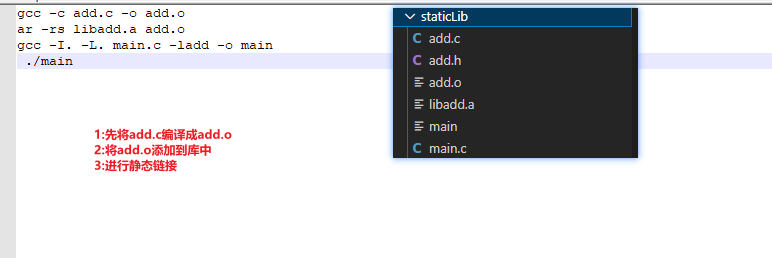 gcc -c add.c -o add.o
ar -rs libadd.a add.o
gcc -I. -L. main.c -ladd -o main
./main
1:先将add.c编译成add.o
2:将add.o添加到库中
3:进行静态链接
staticLib
C add.c
C add.h
add.o
libadd.a
main
C main.c